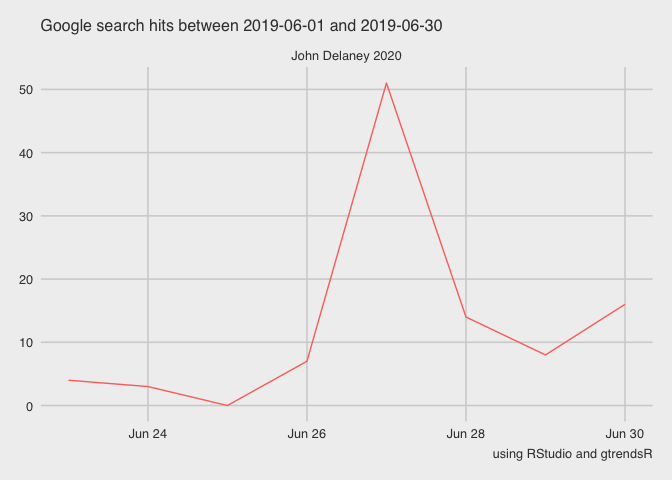 Google search hits between 2019-06-01 and 2019-06-30
John Delaney 2020
50
40
30
20
10
0
Jun 24 Jun 26 Jun 28 Jun 30
using RStudio and gtrendsR